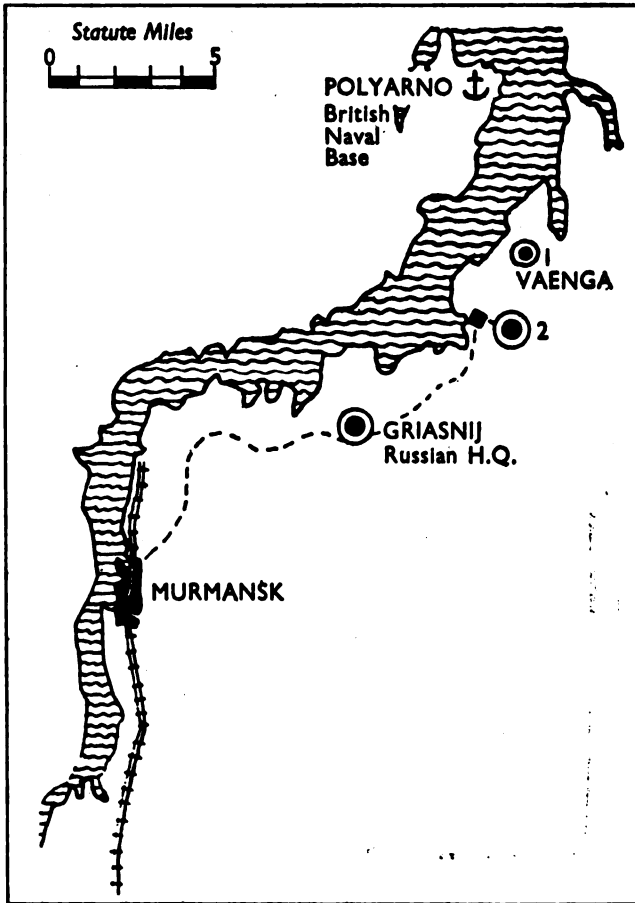 Statute Miles
0 5
POLYARNO
British
Naval
Base
1
VAENGA
2
GRIASNIJ
Russian H.Q.
MURMANSK